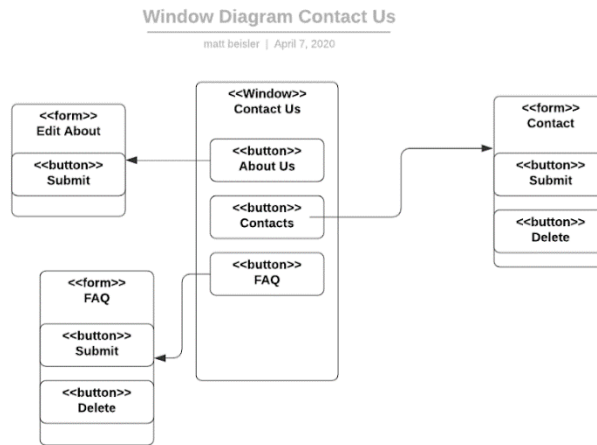 Window Diagram Contact Us
matt beisler | April 7, 2020
<<form>>
Edit About
<<button>>
Submit
<<Window>>
Contact Us
<<button>>
About Us
<<button>>
Contacts
<<button>>
FAQ
<<form>>
Contact
<<button>>
Submit
<<button>>
Delete
<<form>>
FAQ
<<button>>
Submit
<<button>>
Delete